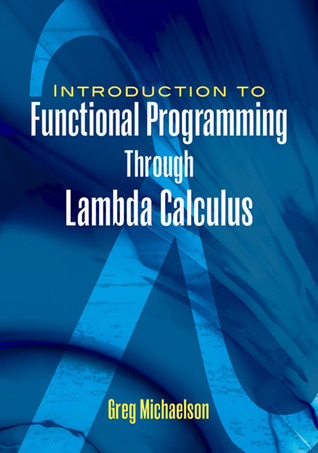 INTRODUCTION TO
Functional Programming
Through
Lambda Calculus
Greg Michaelson